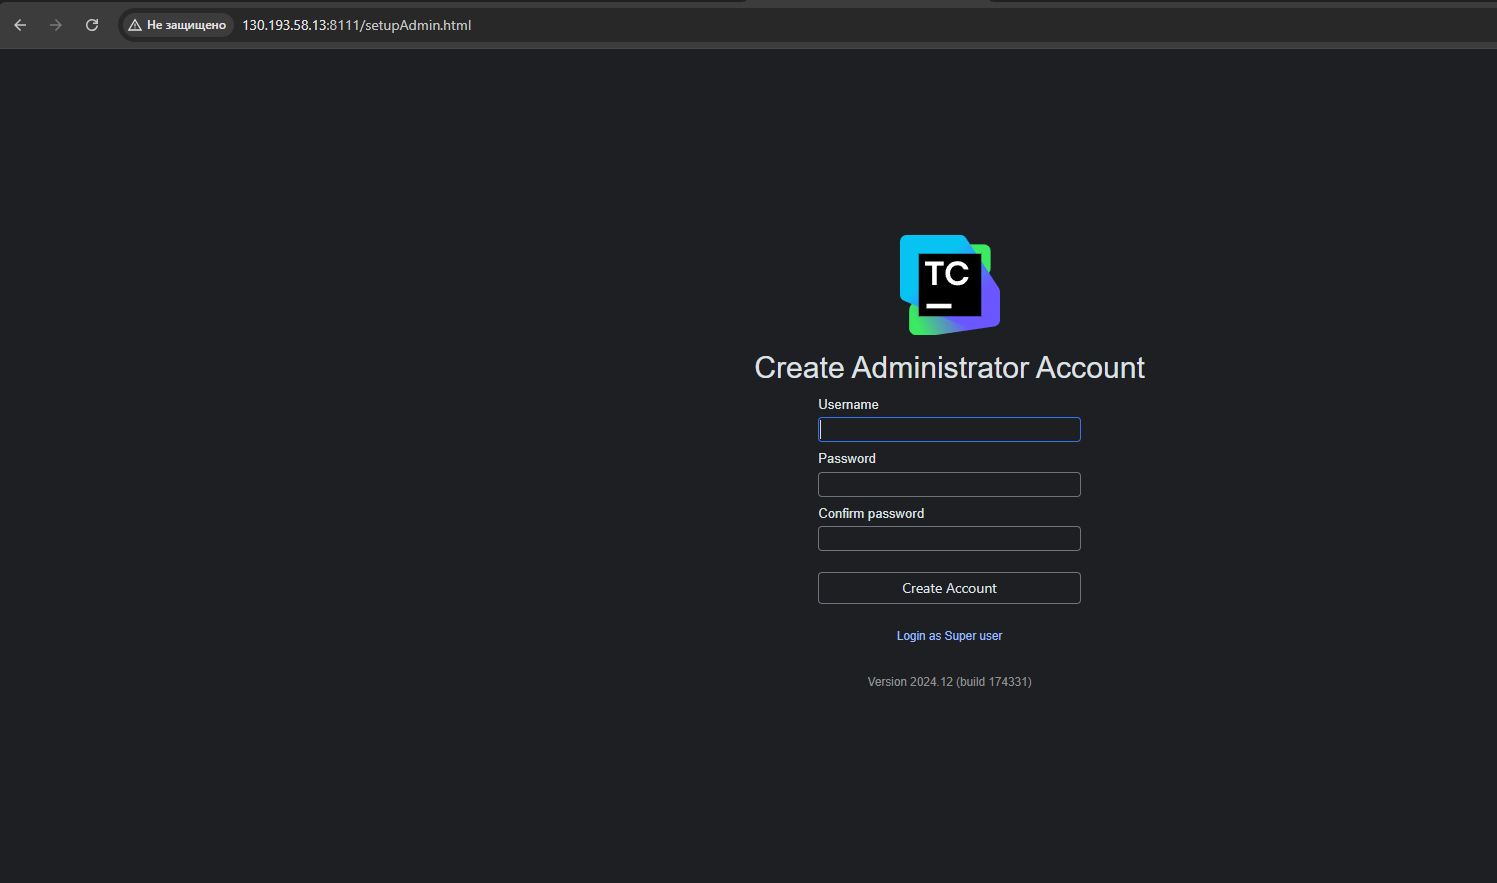 Не защищено 130.193.58.13:8111/setupAdmin.html
TC
Create Administrator Account
Username
Password
Confirm password
Create Account
Login as Super user
Version 2024.12 (build 174331)